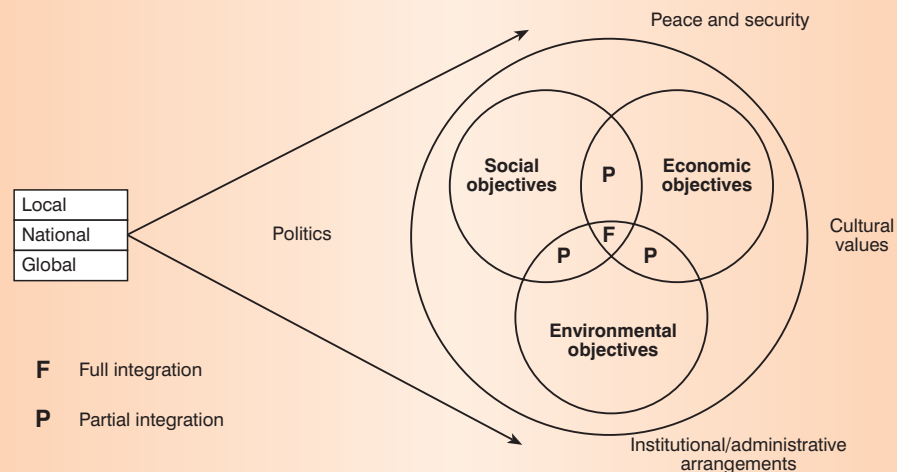 Peace and security
Social
objectives
P
Economic
objectives
Local
National
Global
Politics
F
P
P
Cultural
values
Environmental
objectives
F Full integration
P Partial integration
Institutional/administrative
arrangements